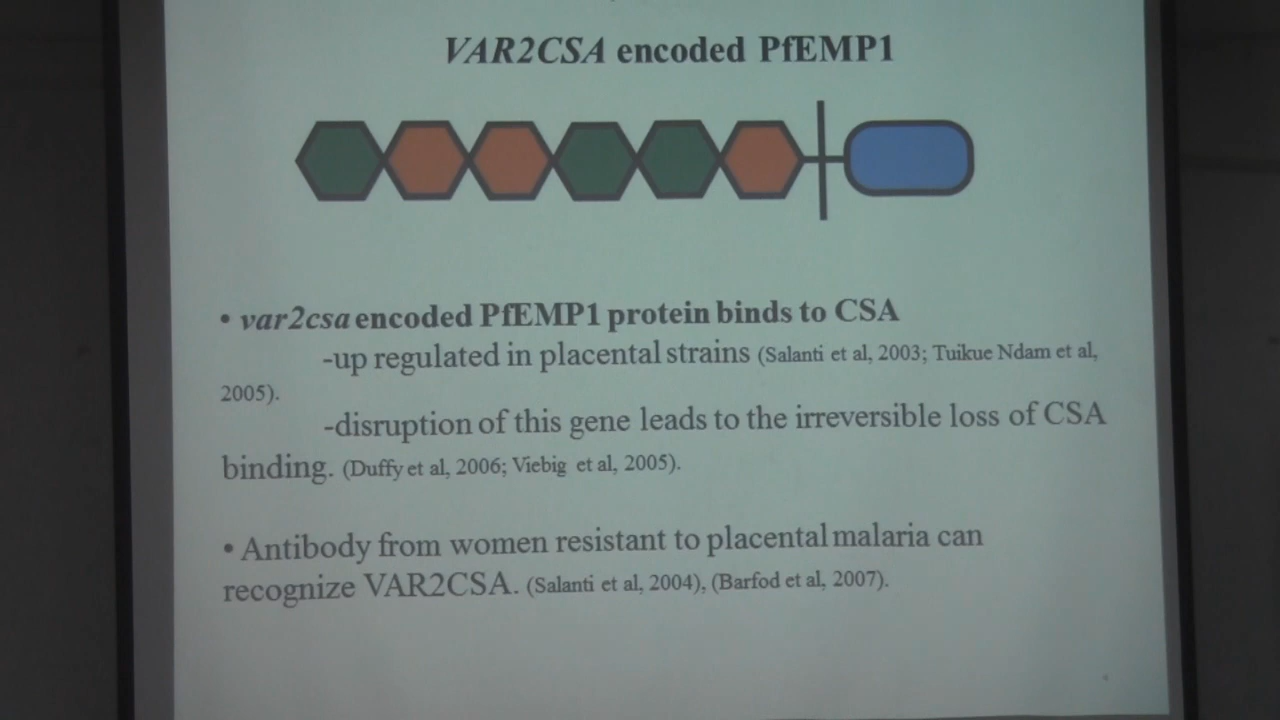 VAR2CSA encoded PfEMP1
• var2csa encoded PfEMP1 protein binds to CSA
-up regulated in placental strains (Salanti et al, 2003; Tuikue Ndam et al,
2005).
-disruption of this gene leads to the irreversible loss of CSA
binding. (Duffy et al, 2006; Viebig et al, 2005).
• Antibody from women resistant to placental malaria can
recognize VAR2CSA. (Salanti et al, 2004), (Barfod et al, 2007).